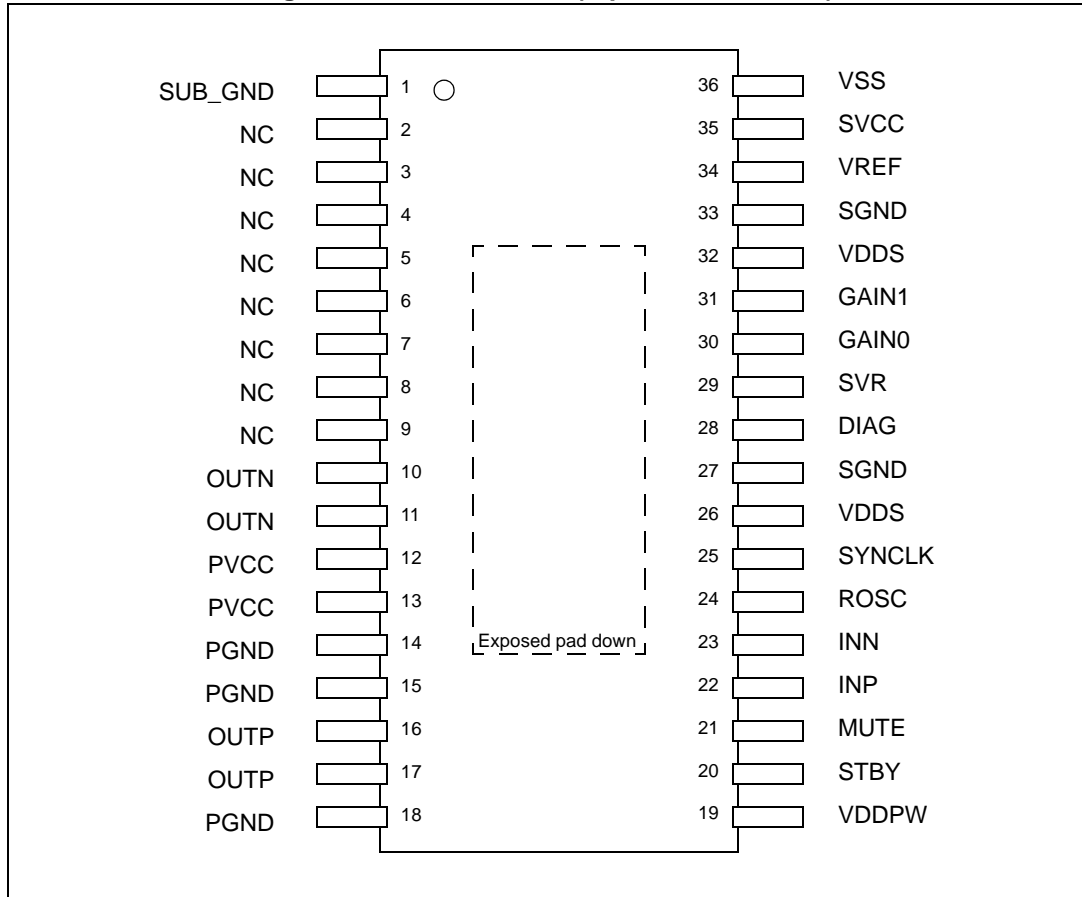 SUB_GND 1 36 VSS
NC 2 35 SVCC
NC 3 34 VREF
NC 4 33 SGND
NC 5 32 VDDS
NC 6 31 GAIN1
NC 7 30 GAIN0
NC 8 29 SVR
NC 9 28 DIAG
OUTN 10 27 SGND
OUTN 11 26 VDDS
PVCC 12 25 SYNCLK
PVCC 13 24 ROSC
PGND 14 Exposed pad down 23 INN
PGND 15 22 INP
OUTP 16 21 MUTE
OUTP 17 20 STBY
PGND 18 19 VDDPW